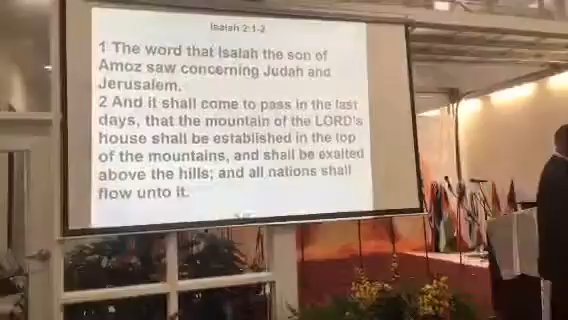 Isaiah 2:1-2
1 The word that Isaiah the son of
Amoz saw concerning Judah and
Jerusalem.
2 And it shall come to pass in the last
days, that the mountain of the LORD's
house shall be established in the top
of the mountains, and shall be exalted
above the hills; and all nations shall
flow unto it.